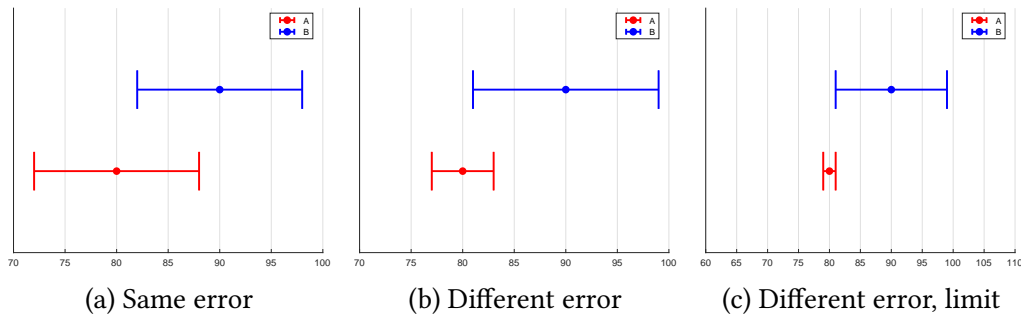 A
B
70 75 80 85 90 95 100
(a) Same error
A
B
70 75 80 85 90 95 100
(b) Different error
A
B
60 65 70 75 80 85 90 95 100 105 110
(c) Different error, limit